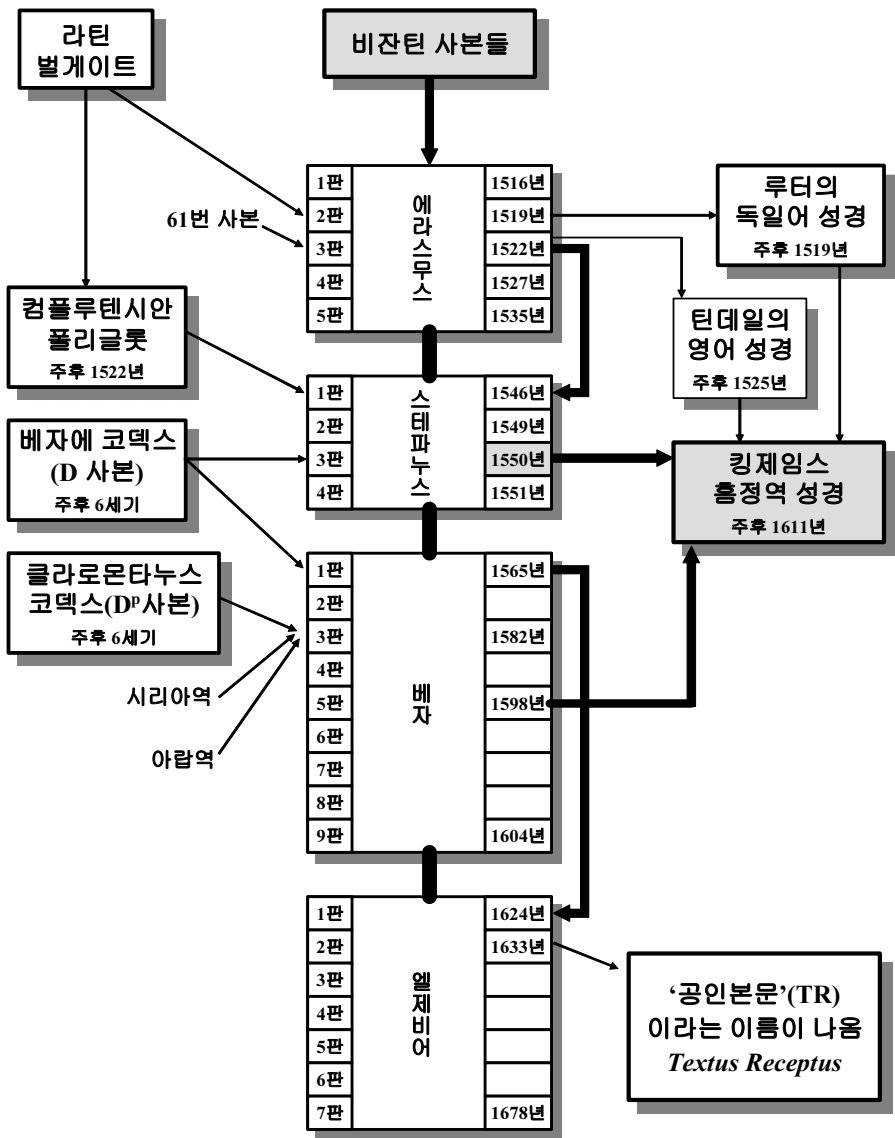 라틴
벌게이트
비잔틴 사본들
1판 1516년
2판 1519년
3판 1522년
4판 1527년
5판 1535년
에라스무스
61번 사본
루터의
독일어 성경
주후 1519년
컴플루텐시안
폴리글롯
주후 1522년
틴데일의
영어 성경
주후 1525년
1판 1546년
2판 1549년
3판 1550년
4판 1551년
스테파누스
베자에 코덱스
(D 사본)
주후 6세기
킹제임스
흠정역 성경
주후 1611년
클라로몬타누스
코덱스(Dᵖ 사본)
주후 6세기
시리아역
아랍역
1판 1565년
2판
3판 1582년
4판
5판 1598년
6판
7판
8판
9판 1604년
베자
1판 1624년
2판 1633년
3판
4판
5판
6판
7판 1678년
엘제비어
‘공인본문’(TR)
이라는 이름이 나옴
Textus Receptus